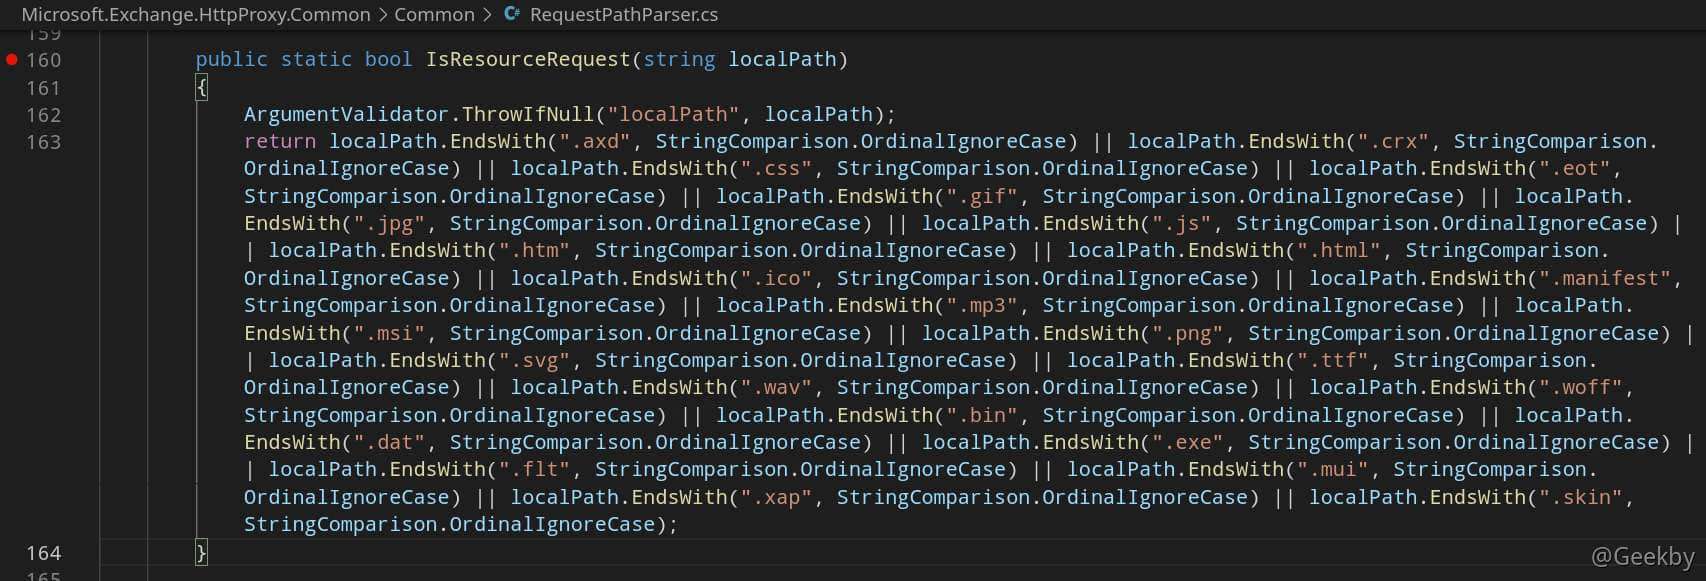 Microsoft.Exchange.HttpProxy.Common > Common > C# RequestPathParser.cs
159
160 public static bool IsResourceRequest(string localPath)
161 {
162 ArgumentValidator.ThrowIfNull("localPath", localPath);
163 return localPath.EndsWith(".axd", StringComparison.OrdinalIgnoreCase) || localPath.EndsWith(".crx", StringComparison.
OrdinalIgnoreCase) || localPath.EndsWith(".css", StringComparison.OrdinalIgnoreCase) || localPath.EndsWith(".eot",
StringComparison.OrdinalIgnoreCase) || localPath.EndsWith(".gif", StringComparison.OrdinalIgnoreCase) || localPath.
EndsWith(".jpg", StringComparison.OrdinalIgnoreCase) || localPath.EndsWith(".js", StringComparison.OrdinalIgnoreCase) |
| localPath.EndsWith(".htm", StringComparison.OrdinalIgnoreCase) || localPath.EndsWith(".html", StringComparison.
OrdinalIgnoreCase) || localPath.EndsWith(".ico", StringComparison.OrdinalIgnoreCase) || localPath.EndsWith(".manifest",
StringComparison.OrdinalIgnoreCase) || localPath.EndsWith(".mp3", StringComparison.OrdinalIgnoreCase) || localPath.
EndsWith(".msi", StringComparison.OrdinalIgnoreCase) || localPath.EndsWith(".png", StringComparison.OrdinalIgnoreCase) |
| localPath.EndsWith(".svg", StringComparison.OrdinalIgnoreCase) || localPath.EndsWith(".ttf", StringComparison.
OrdinalIgnoreCase) || localPath.EndsWith(".wav", StringComparison.OrdinalIgnoreCase) || localPath.EndsWith(".woff",
StringComparison.OrdinalIgnoreCase) || localPath.EndsWith(".bin", StringComparison.OrdinalIgnoreCase) || localPath.
EndsWith(".dat", StringComparison.OrdinalIgnoreCase) || localPath.EndsWith(".exe", StringComparison.OrdinalIgnoreCase) |
| localPath.EndsWith(".flt", StringComparison.OrdinalIgnoreCase) || localPath.EndsWith(".mui", StringComparison.
OrdinalIgnoreCase) || localPath.EndsWith(".xap", StringComparison.OrdinalIgnoreCase) || localPath.EndsWith(".skin",
StringComparison.OrdinalIgnoreCase);
164 }
165
@Geekby